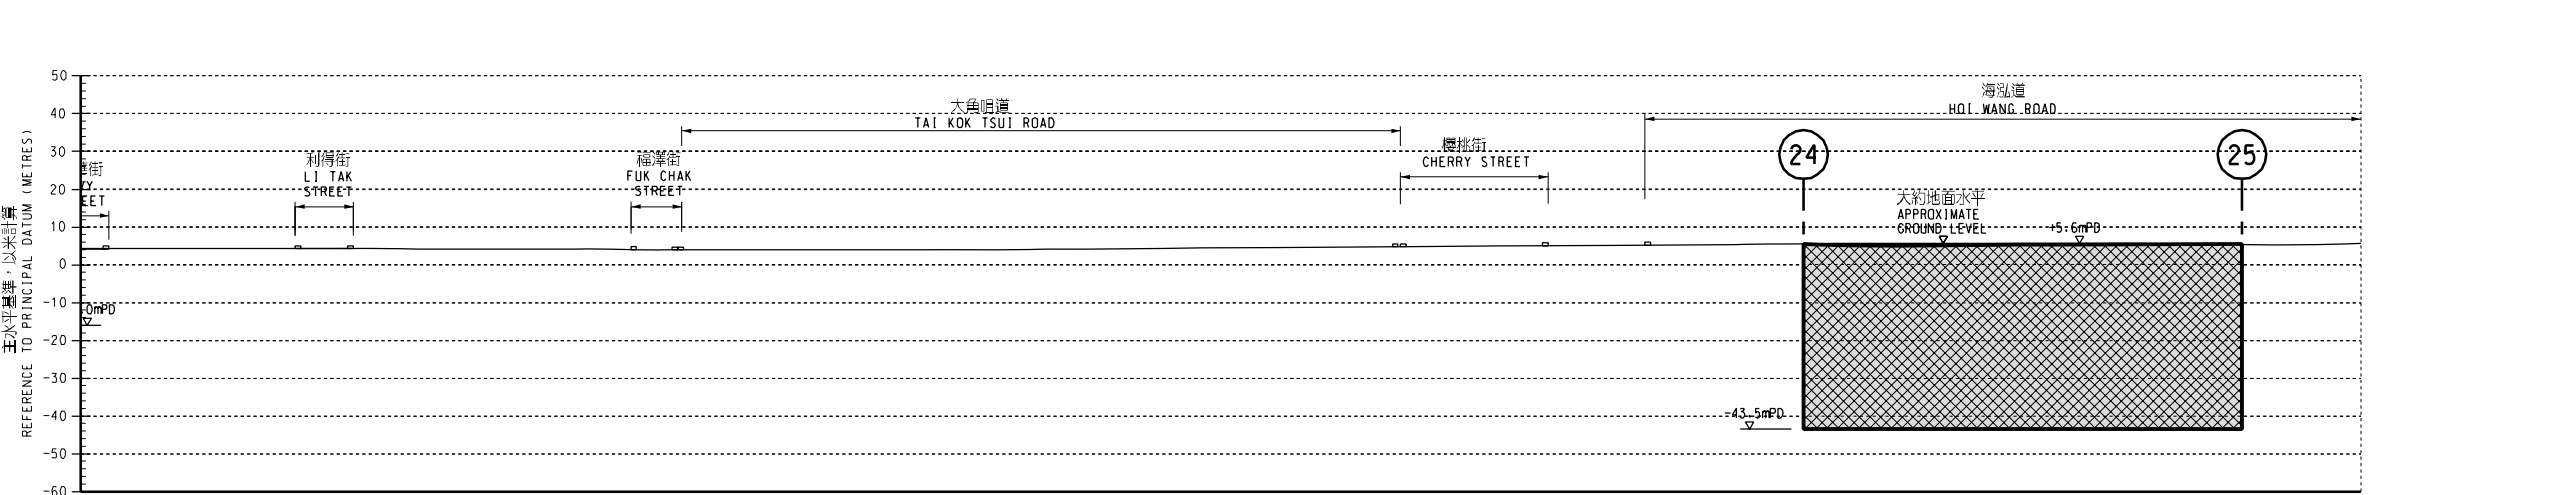 50
40
30
20
10
0
-10
-20
-30
-40
-50
-60
主水平基準，以米計算
REFERENCE TO PRINCIPAL DATUM (METRES)
街
EET
0mPD
利得街
LI TAK
STREET
福澤街
FUK CHAK
STREET
大角咀道
TAI KOK TSUI ROAD
櫻桃街
CHERRY STREET
海泓道
HOI WANG ROAD
24
25
大約地面水平
APPROXIMATE
GROUND LEVEL
+5.6mPD
-43.5mPD